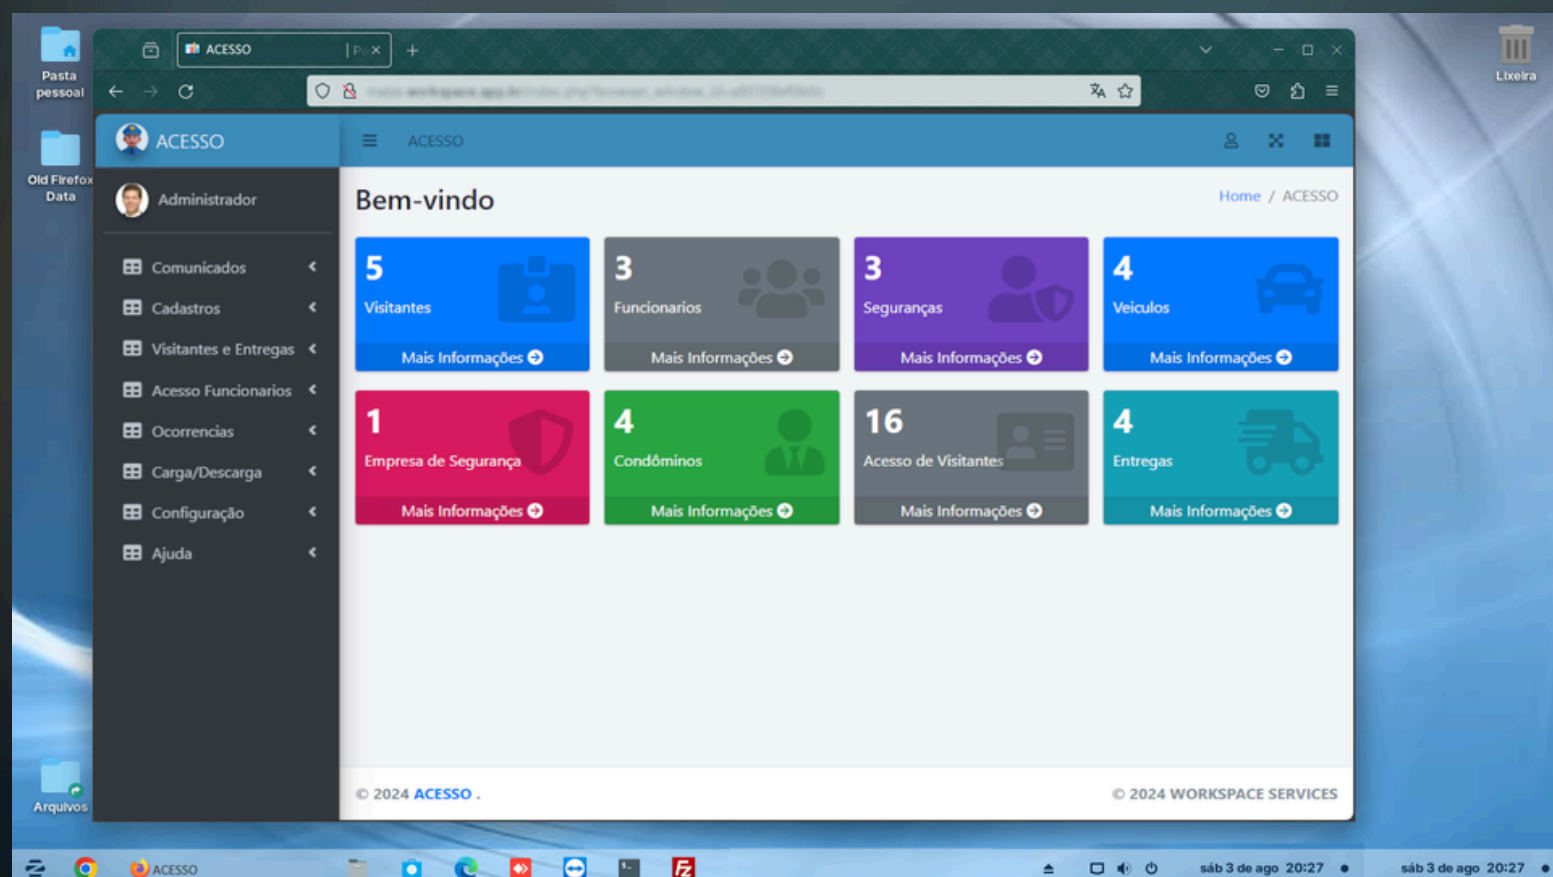 Pasta
pessoal
Old Firefox
Data
Arquivos
Lixeira
ACESSO
ACESSO
Administrador
Comunicados
Cadastros
Visitantes e Entregas
Acesso Funcionarios
Ocorrencias
Carga/Descarga
Configuração
Ajuda
ACESSO
Bem-vindo
Home / ACESSO
5
Visitantes
Mais Informações
3
Funcionarios
Mais Informações
3
Seguranças
Mais Informações
4
Veiculos
Mais Informações
1
Empresa de Segurança
Mais Informações
4
Condôminos
Mais Informações
16
Acesso de Visitantes
Mais Informações
4
Entregas
Mais Informações
© 2024 ACESSO .
© 2024 WORKSPACE SERVICES
ACESSO
sáb 3 de ago 20:27
sáb 3 de ago 20:27